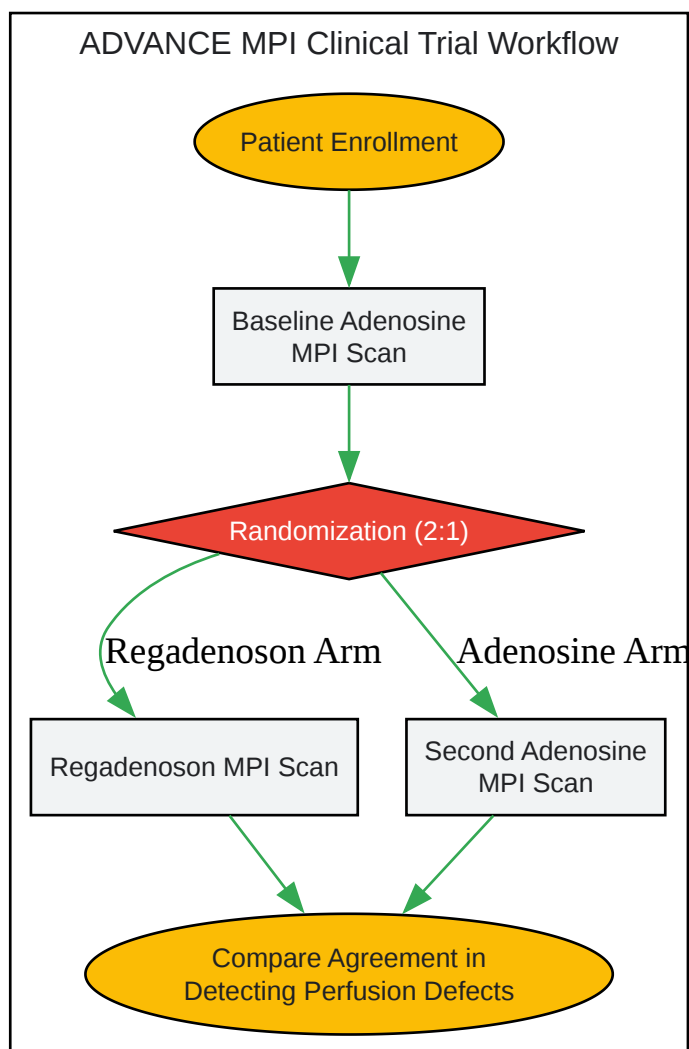 ADVANCE MPI Clinical Trial Workflow
Patient Enrollment
Baseline Adenosine
MPI Scan
Randomization (2:1)
Regadenoson Arm
Adenosine Arm
Regadenoson MPI Scan
Second Adenosine
MPI Scan
Compare Agreement in
Detecting Perfusion Defects